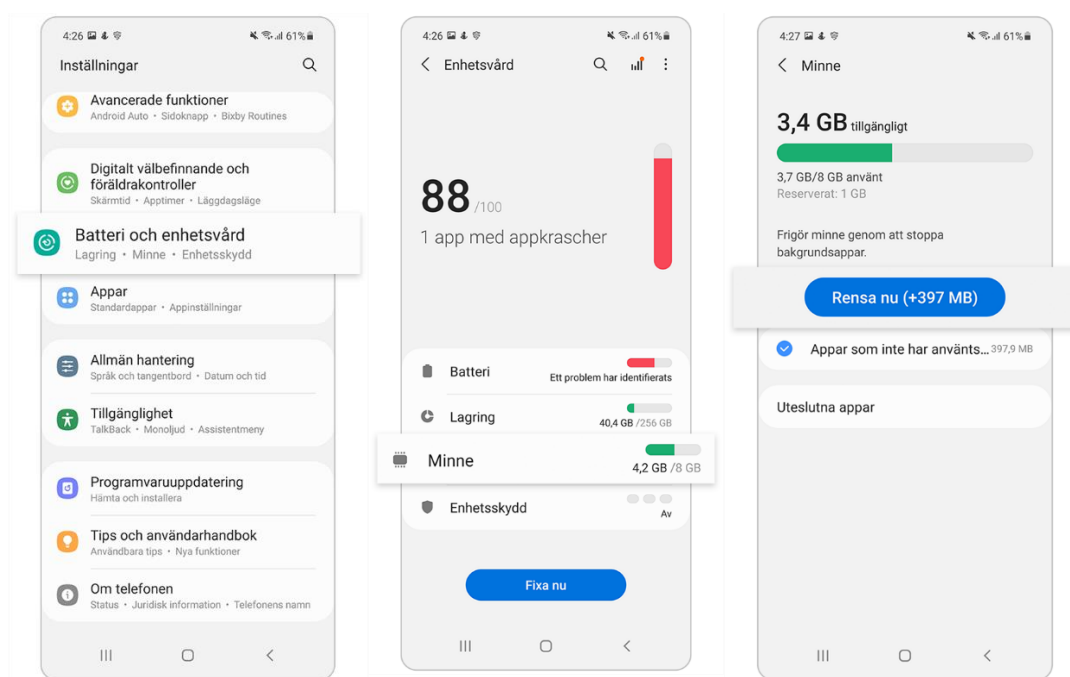 4:26
61%
Inställningar
Avancerade funktioner
Android Auto • Sidoknapp • Bixby Routines
Digitalt välbefinnande och
föräldrakontroller
Skärmtid • Apptimer • Läggdagsläge
Batteri och enhetsvård
Lagring • Minne • Enhetsskydd
Appar
Standardappar • Appinställningar
Allmän hantering
Språk och tangentbord • Datum och tid
Tillgänglighet
TalkBack • Monoljud • Assistentmeny
Programvaruuppdatering
Hämta och installera
Tips och användarhandbok
Användbara tips • Nya funktioner
Om telefonen
Status • Juridisk information • Telefonens namn
4:26
61%
Enhetsvård
88 /100
1 app med appkrascher
Batteri
Ett problem har identifierats
Lagring
40,4 GB /256 GB
Minne
4,2 GB /8 GB
Enhetsskydd
Av
Fixa nu
4:27
61%
Minne
3,4 GB tillgängligt
3,7 GB/8 GB använt
Reserverat: 1 GB
Frigör minne genom att stoppa
bakgrundsappar.
Rensa nu (+397 MB)
Appar som inte har använts... 397,9 MB
Uteslutna appar